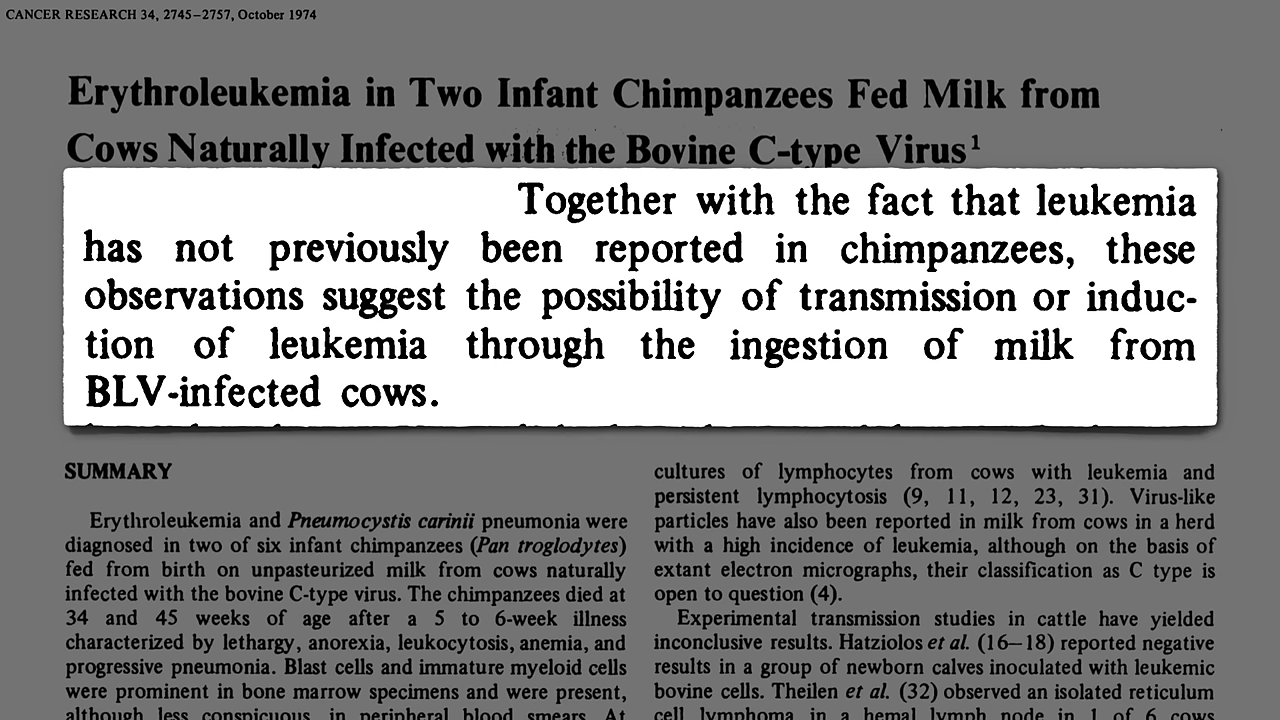 CANCER RESEARCH 34, 2745–2757, October 1974
Erythroleukemia in Two Infant Chimpanzees Fed Milk from
Cows Naturally Infected with the Bovine C-type Virus¹
Together with the fact that leukemia
has not previously been reported in chimpanzees, these
observations suggest the possibility of transmission or induc-
tion of leukemia through the ingestion of milk from
BLV-infected cows.
SUMMARY
Erythroleukemia and Pneumocystis carinii pneumonia were
diagnosed in two of six infant chimpanzees (Pan troglodytes)
fed from birth on unpasteurized milk from cows naturally
infected with the bovine C-type virus. The chimpanzees died at
34 and 45 weeks of age after a 5 to 6-week illness
characterized by lethargy, anorexia, leukocytosis, anemia, and
progressive pneumonia. Blast cells and immature myeloid cells
were prominent in bone marrow specimens and were present,
although less conspicuous, in peripheral blood smears. At
cultures of lymphocytes from cows with leukemia and
persistent lymphocytosis (9, 11, 12, 23, 31). Virus-like
particles have also been reported in milk from cows in a herd
with a high incidence of leukemia, although on the basis of
extant electron micrographs, their classification as C type is
open to question (4).
Experimental transmission studies in cattle have yielded
inconclusive results. Hatziolos et al. (16–18) reported negative
results in a group of newborn calves inoculated with leukemic
bovine cells. Theilen et al. (32) observed an isolated reticulum
cell lymphoma in a hemal lymph node in 1 of 6 cows